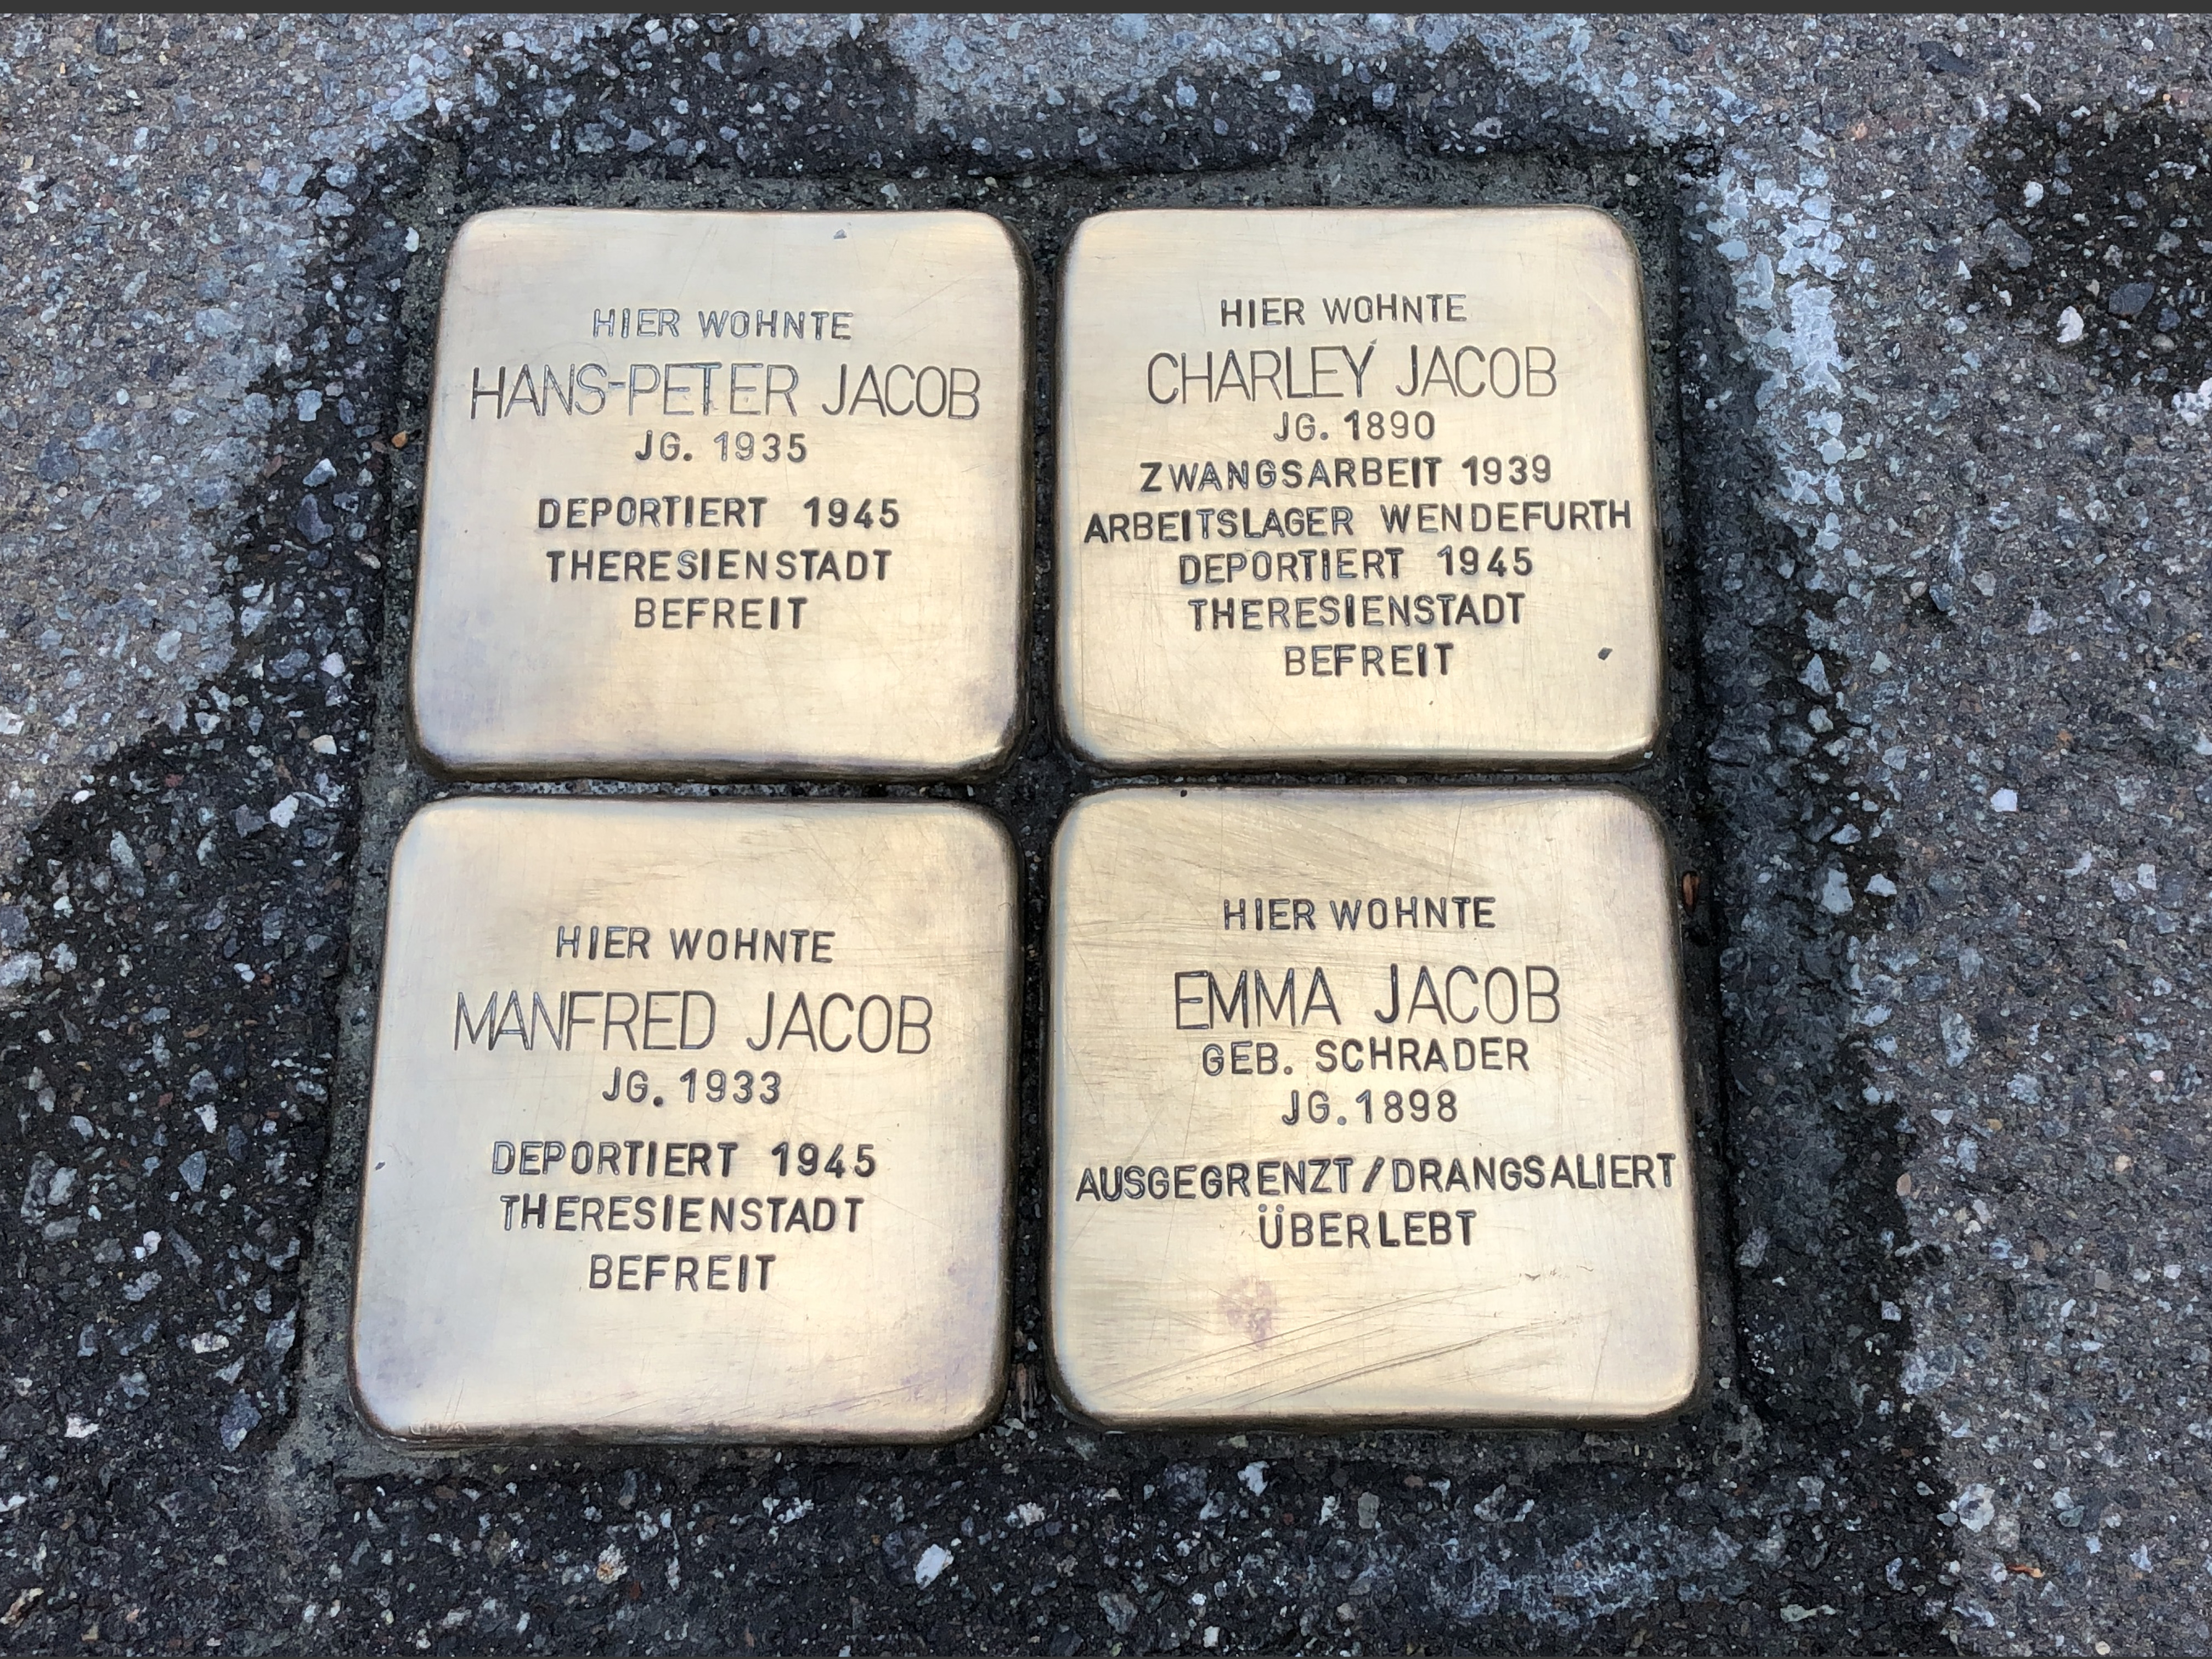 HIER WOHNTE
HANS-PETER JACOB
JG. 1935
DEPORTIERT 1945
THERESIENSTADT
BEFREIT
HIER WOHNTE
CHARLEY JACOB
JG. 1890
ZWANGSARBEIT 1939
ARBEITSLAGER WENDEFURTH
DEPORTIERT 1945
THERESIENSTADT
BEFREIT
HIER WOHNTE
MANFRED JACOB
JG. 1933
DEPORTIERT 1945
THERESIENSTADT
BEFREIT
HIER WOHNTE
EMMA JACOB
GEB. SCHRADER
JG. 1898
AUSGEGRENZT / DRANGSALIERT
ÜBERLEBT